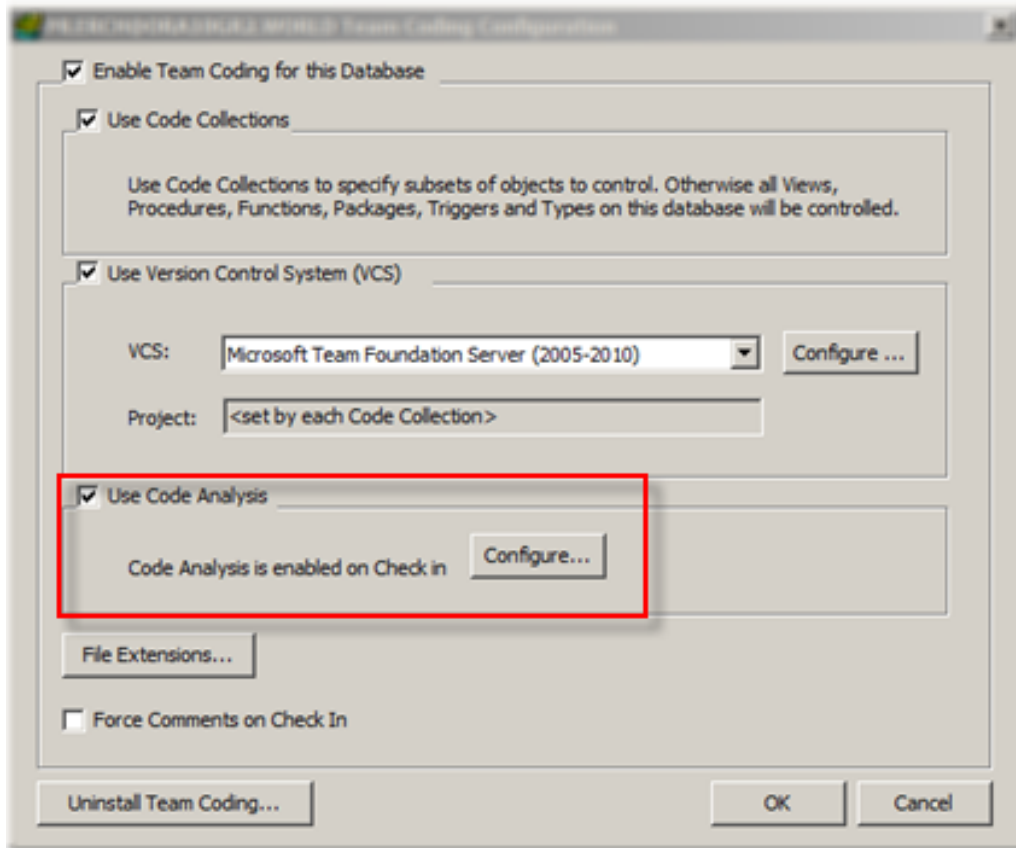 Team Coding Configuration
Enable Team Coding for this Database
Use Code Collections
Use Code Collections to specify subsets of objects to control. Otherwise all Views,
Procedures, Functions, Packages, Triggers and Types on this database will be controlled.
Use Version Control System (VCS)
VCS: Microsoft Team Foundation Server (2005-2010) Configure ...
Project: <set by each Code Collection>
Use Code Analysis
Code Analysis is enabled on Check in Configure...
File Extensions...
Force Comments on Check In
Uninstall Team Coding... OK Cancel